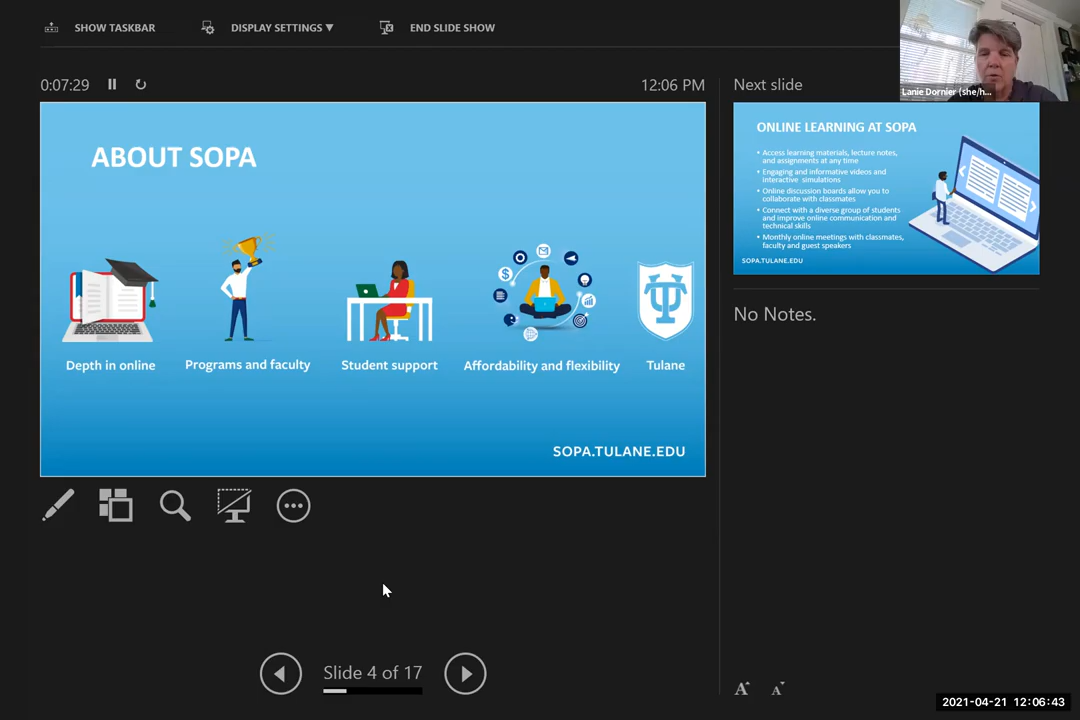 SHOW TASKBAR
DISPLAY SETTINGS ▼
END SLIDE SHOW
Lanie Dornier (she/h...
0:07:29
12:06 PM
ABOUT SOPA
Depth in online
Programs and faculty
Student support
Affordability and flexibility
Tulane
SOPA.TULANE.EDU
Next slide
ONLINE LEARNING AT SOPA
• Access learning materials, lecture notes,
and assignments at any time
• Engaging and informative videos and
interactive simulations
• Online discussion boards allow you to
collaborate with classmates
• Connect with a diverse group of students
and improve online communication and
technical skills
• Monthly online meetings with classmates,
faculty and guest speakers
SOPA.TULANE.EDU
No Notes.
Slide 4 of 17
A A
2021-04-21 12:06:43